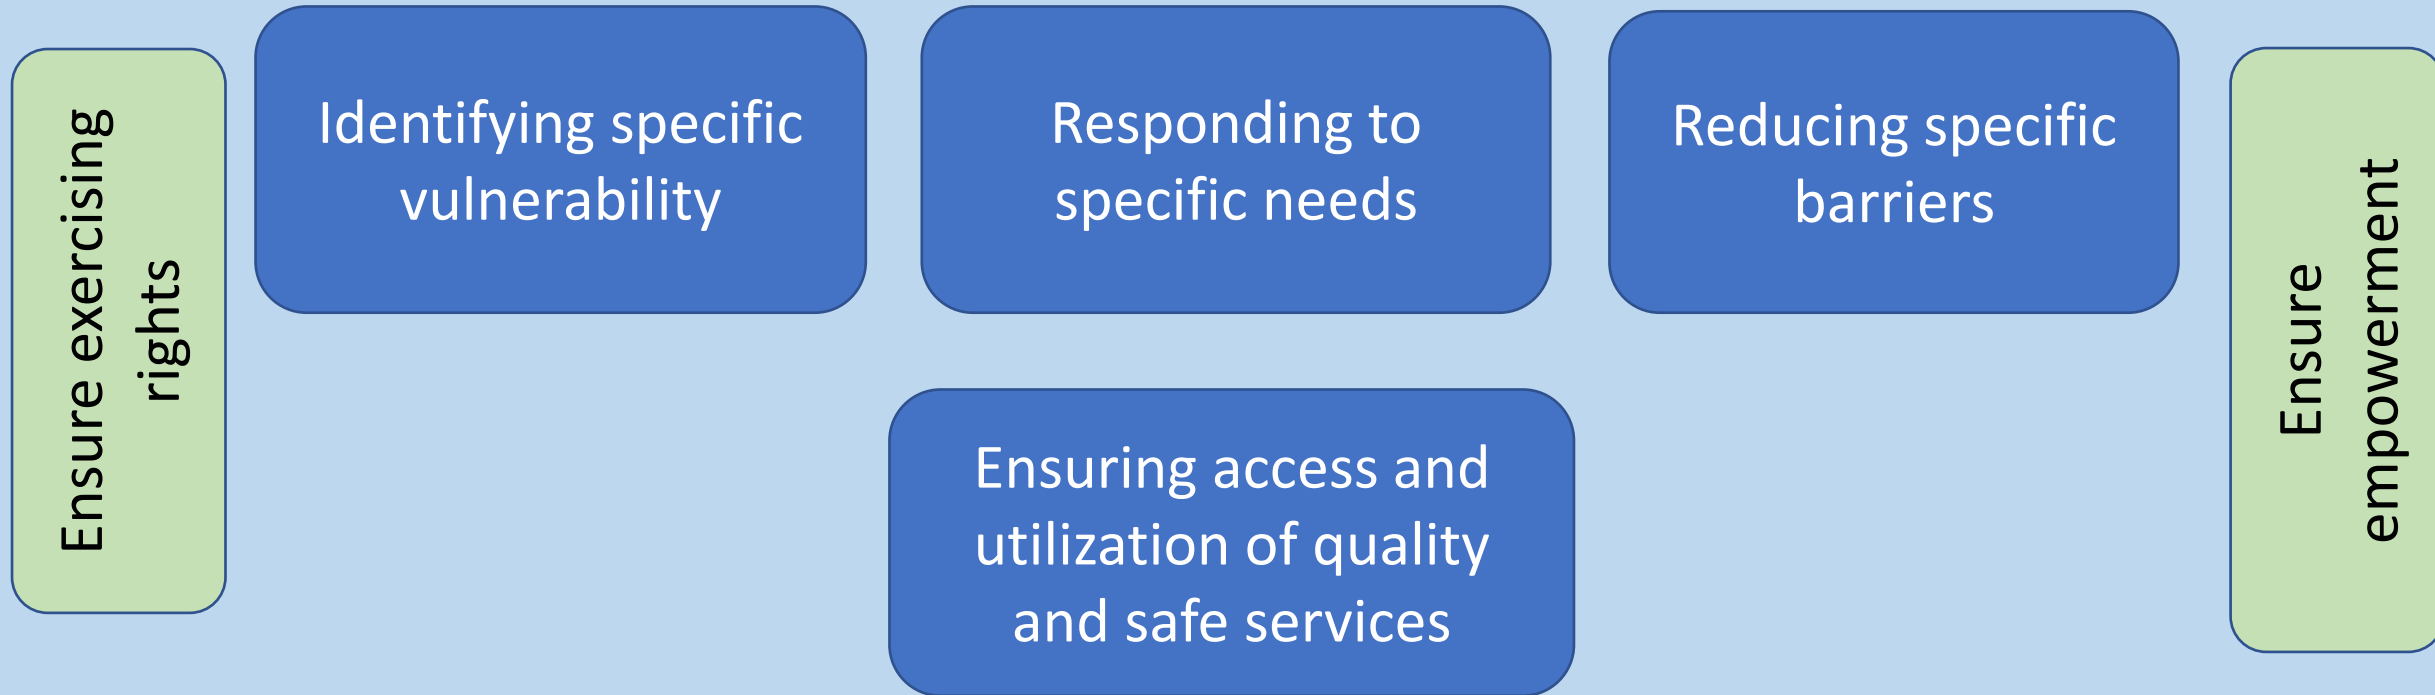 Ensure exercising
rights
Identifying specific
vulnerability
Responding to
specific needs
Reducing specific
barriers
Ensuring access and
utilization of quality
and safe services
Ensure
empowerment